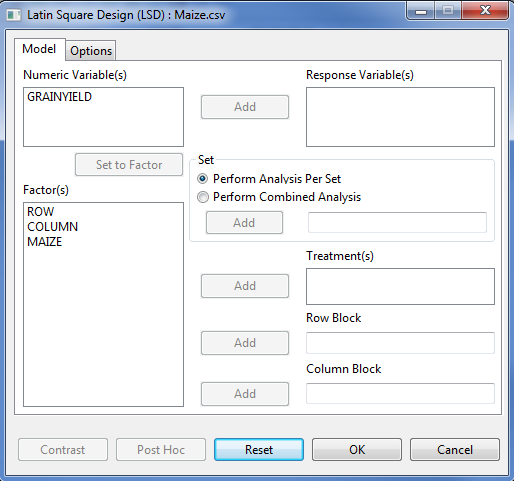 Latin Square Design (LSD) : Maize.csv
Model
Options
Numeric Variable(s)
Response Variable(s)
GRAINYIELD
Add
Set to Factor
Set
Perform Analysis Per Set
Perform Combined Analysis
Add
Factor(s)
ROW
COLUMN
MAIZE
Treatment(s)
Add
Row Block
Add
Column Block
Add
Contrast
Post Hoc
Reset
OK
Cancel